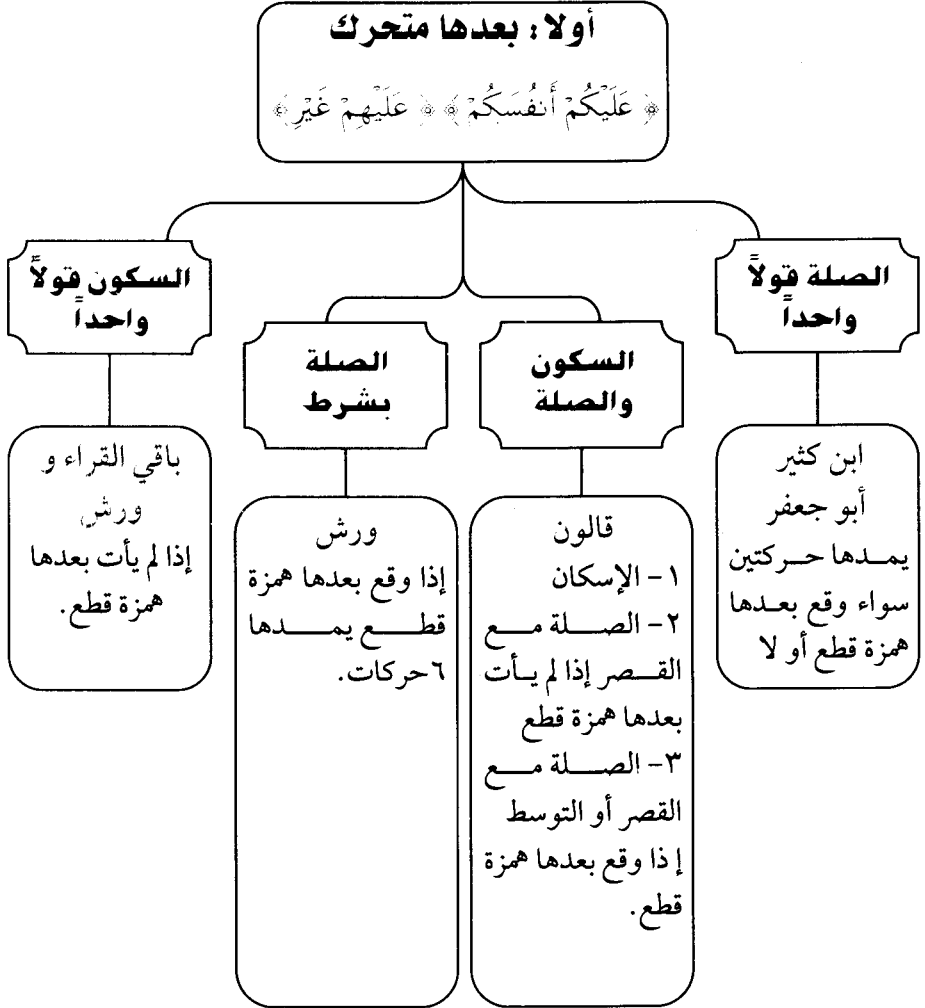 أولا: بعدها متحرك
﴿ عَلَيْكُمْ أَنفُسَكُمْ ﴾ ﴿ عَلَيْهِمْ غَيْرِ ﴾
الصلة قولاً
واحداً
ابن كثير
أبو جعفر
يمدها حركتين
سواء وقع بعدها
همزة قطع أو لا
السكون
والصلة
قالون
١- الإسكان
٢- الصلة مع
القصر إذا لم يأت
بعدها همزة قطع
٣- الصلة مع
القصر أو التوسط
إذا وقع بعدها همزة
قطع.
الصلة
بشرط
ورش
إذا وقع بعدها همزة
قطع يمدها
٦حركات.
السكون قولاً
واحداً
باقي القراء و
ورش
إذا لم يأت بعدها
همزة قطع.